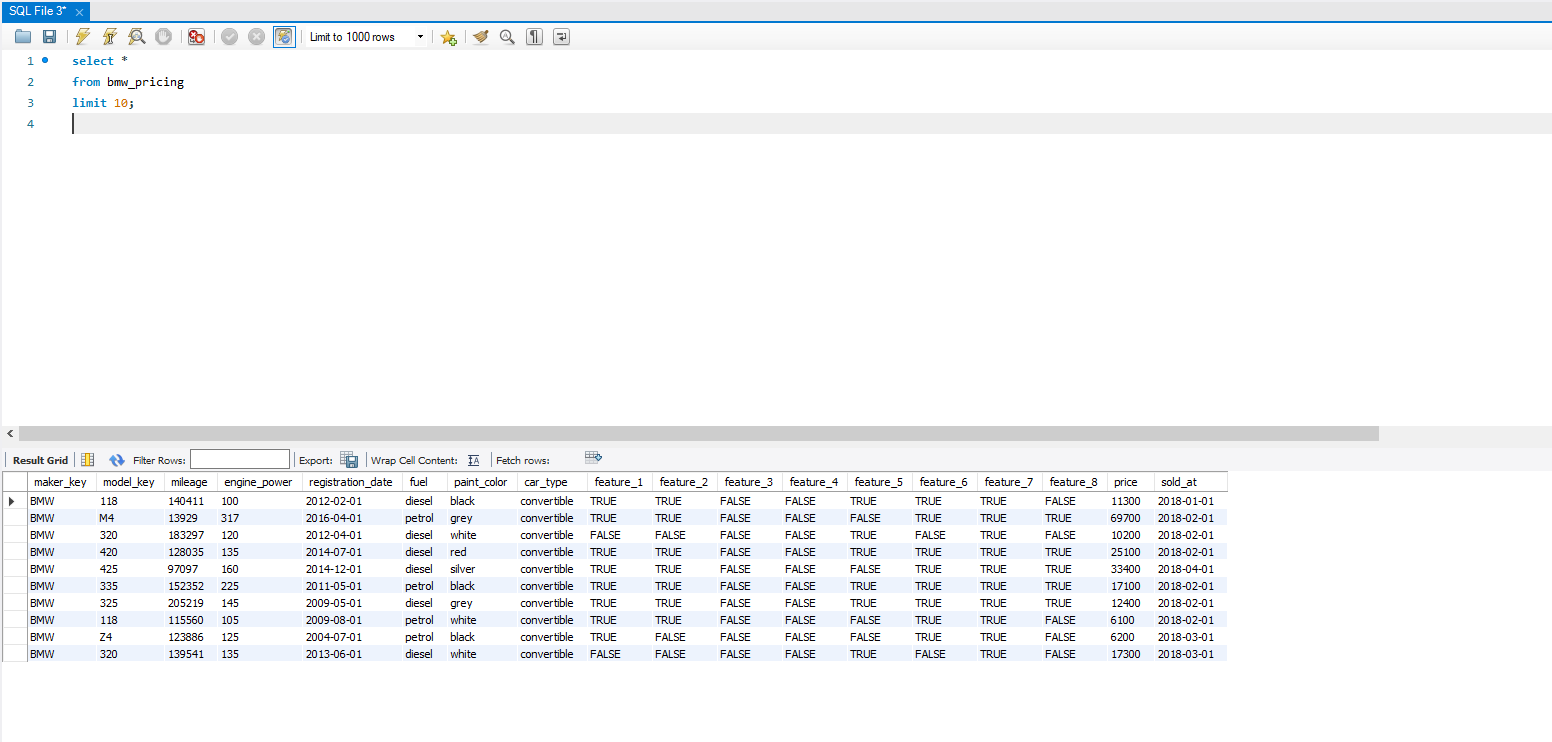 SQL File 3*
Limit to 1000 rows
1 select *
2 from bmw_pricing
3 limit 10;
4
Result Grid Filter Rows: Export: Wrap Cell Content: Fetch rows:
maker_key model_key mileage engine_power registration_date fuel paint_color car_type feature_1 feature_2 feature_3 feature_4 feature_5 feature_6 feature_7 feature_8 price sold_at
BMW 118 140411 100 2012-02-01 diesel black convertible TRUE TRUE FALSE FALSE TRUE TRUE TRUE FALSE 11300 2018-01-01
BMW M4 13929 317 2016-04-01 petrol grey convertible TRUE TRUE FALSE FALSE FALSE TRUE TRUE TRUE 69700 2018-02-01
BMW 320 183297 120 2012-04-01 diesel white convertible FALSE FALSE FALSE FALSE TRUE FALSE TRUE FALSE 10200 2018-02-01
BMW 420 128035 135 2014-07-01 diesel red convertible TRUE TRUE FALSE FALSE TRUE TRUE TRUE TRUE 25100 2018-02-01
BMW 425 97097 160 2014-12-01 diesel silver convertible TRUE TRUE FALSE FALSE FALSE TRUE TRUE TRUE 33400 2018-04-01
BMW 335 152352 225 2011-05-01 petrol black convertible TRUE TRUE FALSE FALSE TRUE TRUE TRUE TRUE 17100 2018-02-01
BMW 325 205219 145 2009-05-01 diesel grey convertible TRUE TRUE FALSE FALSE TRUE TRUE TRUE TRUE 12400 2018-02-01
BMW 118 115560 105 2009-08-01 petrol white convertible TRUE TRUE FALSE FALSE FALSE TRUE TRUE FALSE 6100 2018-02-01
BMW Z4 123886 125 2004-07-01 petrol black convertible TRUE FALSE FALSE FALSE FALSE FALSE TRUE FALSE 6200 2018-03-01
BMW 320 139541 135 2013-06-01 diesel white convertible FALSE FALSE FALSE FALSE TRUE FALSE TRUE FALSE 17300 2018-03-01